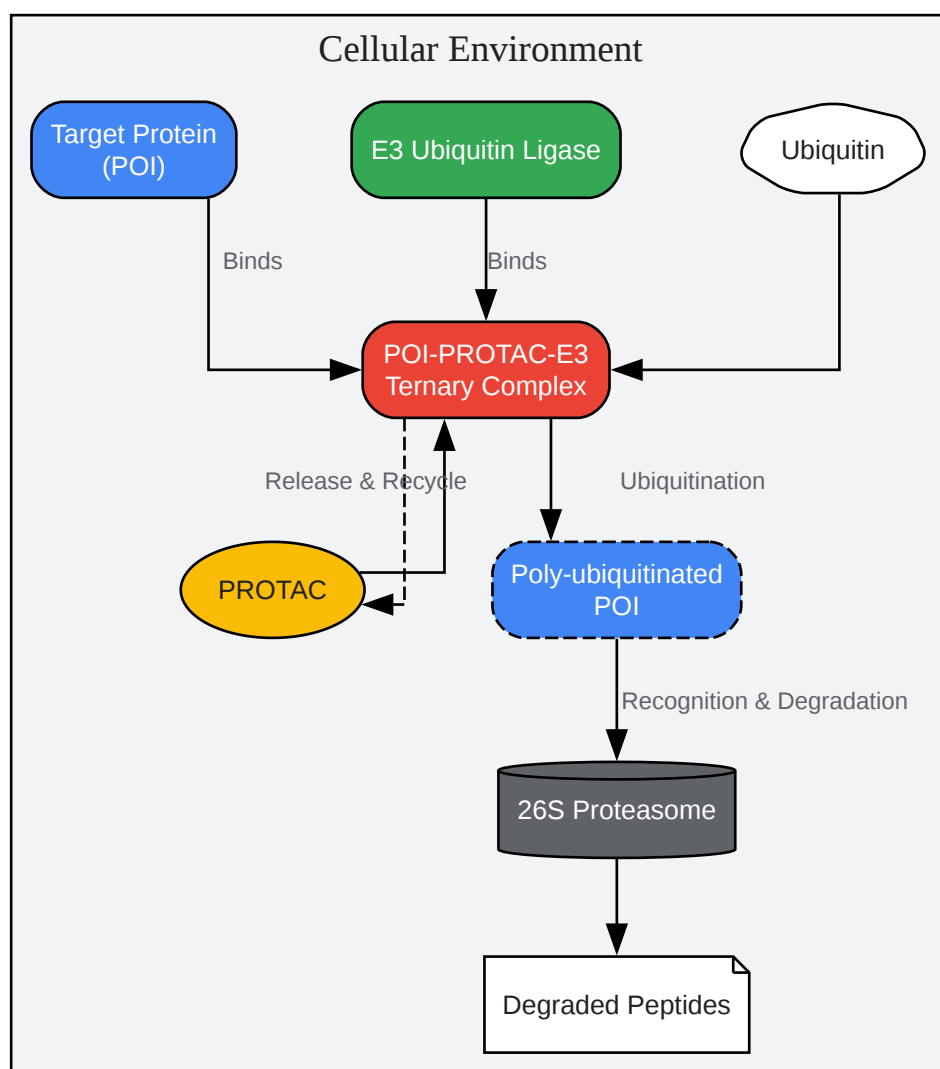 Cellular Environment
Target Protein
(POI)
E3 Ubiquitin Ligase
Ubiquitin
Binds
Binds
POI-PROTAC-E3
Ternary Complex
Release & Recycle
Ubiquitination
PROTAC
Poly-ubiquitinated
POI
Recognition & Degradation
26S Proteasome
Degraded Peptides